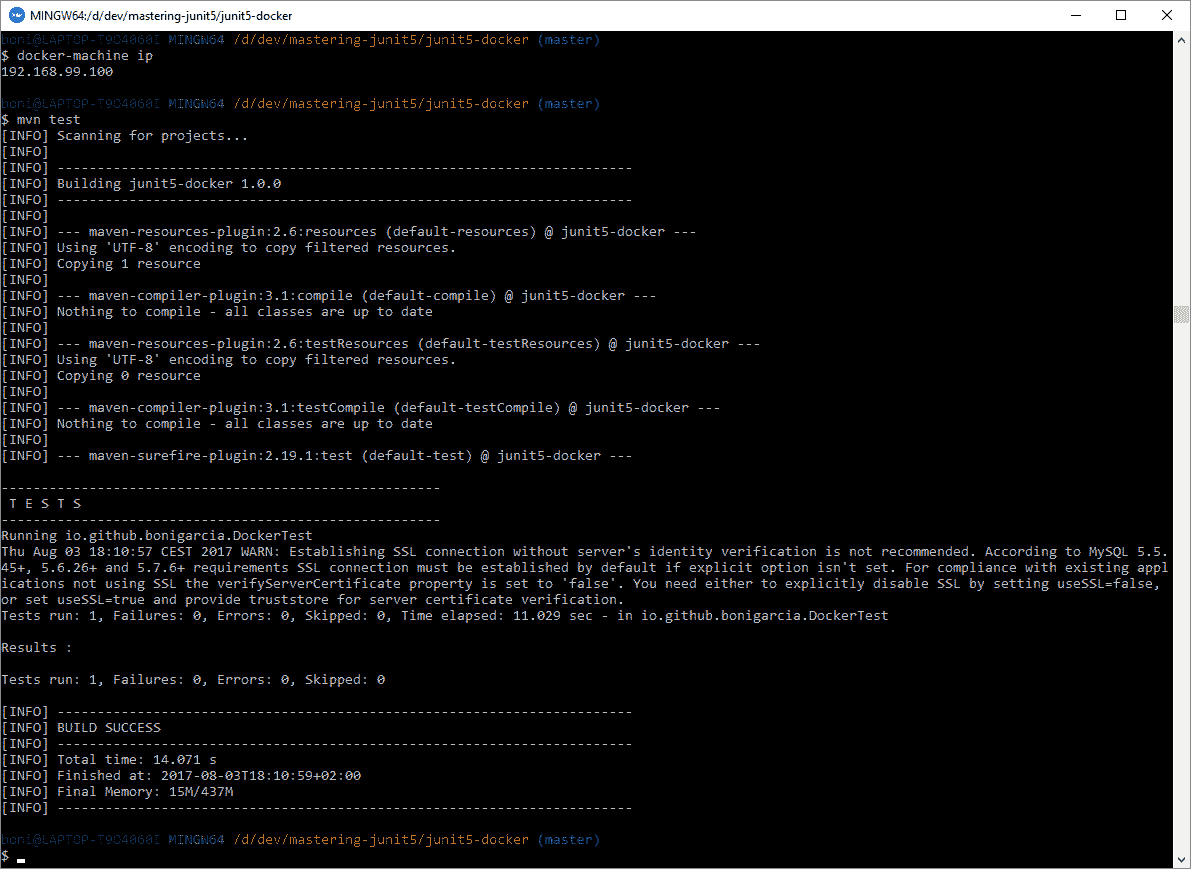 MINGW64:/d/dev/mastering-junit5/junit5-docker
boni@LAPTOP-T9O4060I MINGW64 /d/dev/mastering-junit5/junit5-docker (master)
$ docker-machine ip
192.168.99.100
boni@LAPTOP-T9O4060I MINGW64 /d/dev/mastering-junit5/junit5-docker (master)
$ mvn test
[INFO] Scanning for projects...
[INFO]
[INFO] ------------------------------------------------------------------------
[INFO] Building junit5-docker 1.0.0
[INFO] ------------------------------------------------------------------------
[INFO]
[INFO] --- maven-resources-plugin:2.6:resources (default-resources) @ junit5-docker ---
[INFO] Using 'UTF-8' encoding to copy filtered resources.
[INFO] Copying 1 resource
[INFO]
[INFO] --- maven-compiler-plugin:3.1:compile (default-compile) @ junit5-docker ---
[INFO] Nothing to compile - all classes are up to date
[INFO]
[INFO] --- maven-resources-plugin:2.6:testResources (default-testResources) @ junit5-docker ---
[INFO] Using 'UTF-8' encoding to copy filtered resources.
[INFO] Copying 0 resource
[INFO]
[INFO] --- maven-compiler-plugin:3.1:testCompile (default-testCompile) @ junit5-docker ---
[INFO] Nothing to compile - all classes are up to date
[INFO]
[INFO] --- maven-surefire-plugin:2.19.1:test (default-test) @ junit5-docker ---
-------------------------------------------------------
 T E S T S
-------------------------------------------------------
Running io.github.bonigarcia.DockerTest
Thu Aug 03 18:10:57 CEST 2017 WARN: Establishing SSL connection without server's identity verification is not recommended. According to MySQL 5.5.
45+, 5.6.26+ and 5.7.6+ requirements SSL connection must be established by default if explicit option isn't set. For compliance with existing appl
ications not using SSL the verifyServerCertificate property is set to 'false'. You need either to explicitly disable SSL by setting useSSL=false,
or set useSSL=true and provide truststore for server certificate verification.
Tests run: 1, Failures: 0, Errors: 0, Skipped: 0, Time elapsed: 11.029 sec - in io.github.bonigarcia.DockerTest
Results :
Tests run: 1, Failures: 0, Errors: 0, Skipped: 0
[INFO] ------------------------------------------------------------------------
[INFO] BUILD SUCCESS
[INFO] ------------------------------------------------------------------------
[INFO] Total time: 14.071 s
[INFO] Finished at: 2017-08-03T18:10:59+02:00
[INFO] Final Memory: 15M/437M
[INFO] ------------------------------------------------------------------------
boni@LAPTOP-T9O4060I MINGW64 /d/dev/mastering-junit5/junit5-docker (master)
$